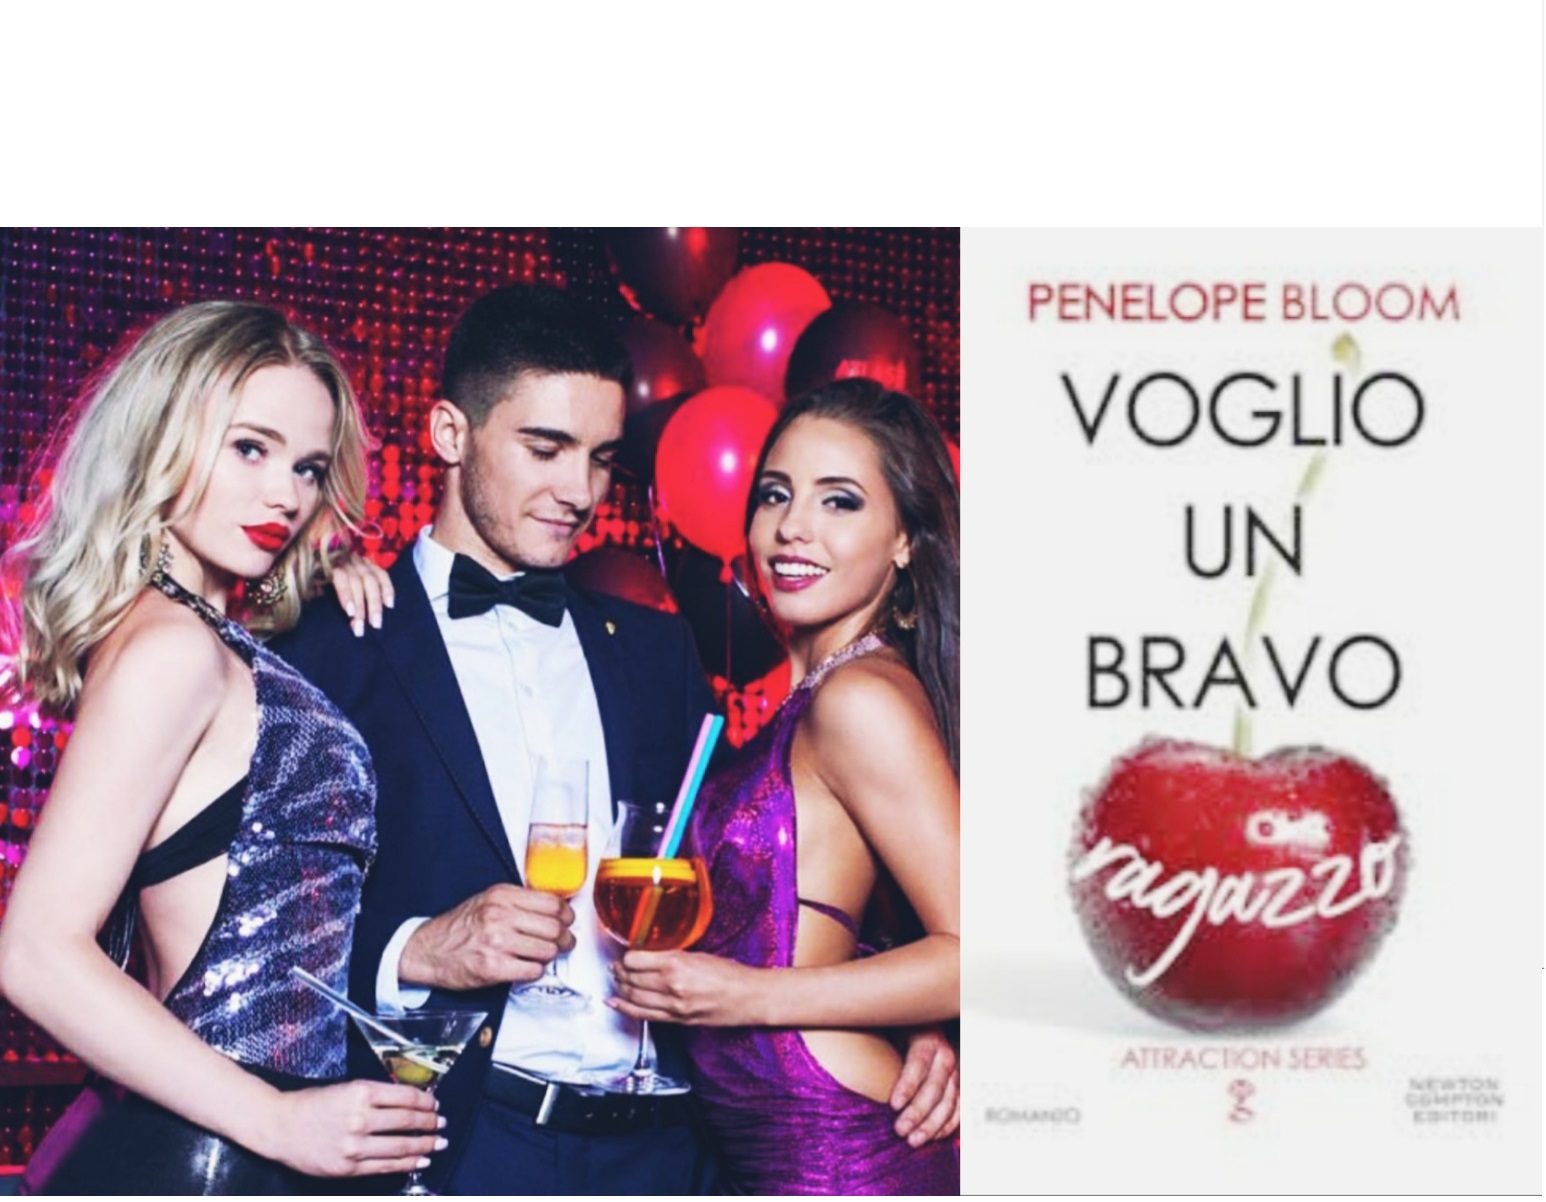 PENELOPE BLOOM
VOGLIO
UN
BRAVO
ragazzo
ATTRACTION SERIES
ROMANZO
NEWTON
COMPTON
EDITORI